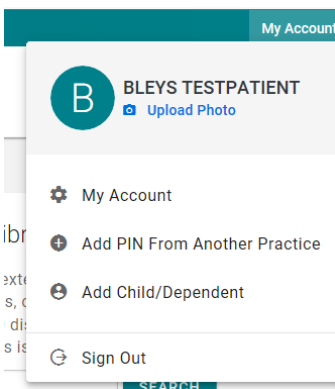 My Account
B
BLEYS TESTPATIENT
Upload Photo
My Account
Add PIN From Another Practice
Add Child/Dependent
Sign Out
SEARCH